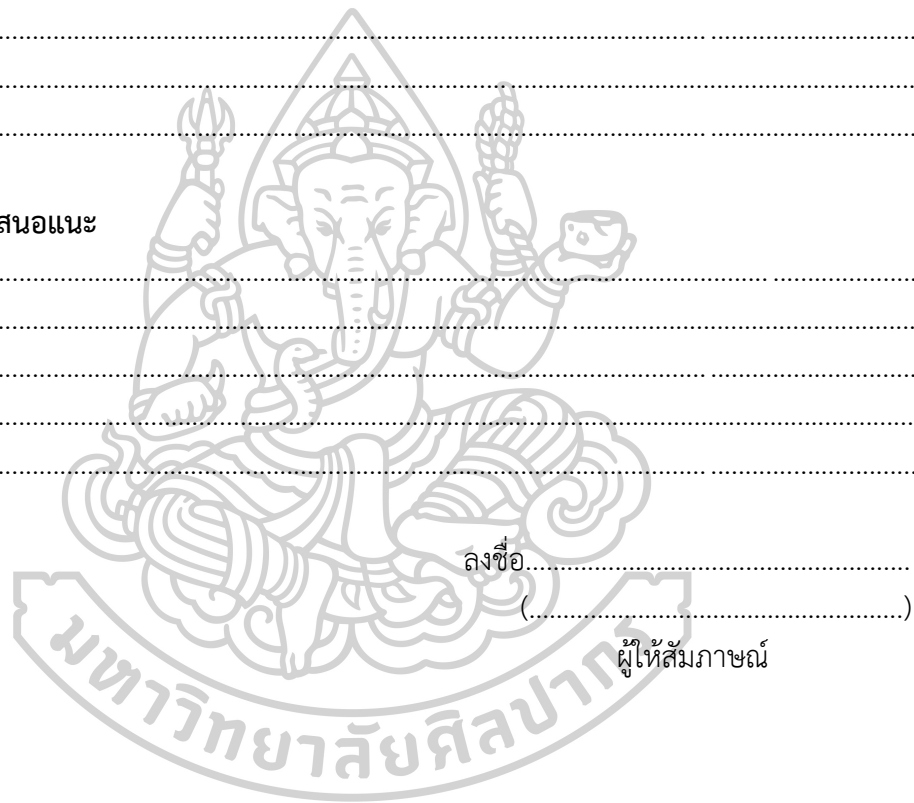 ........................................................................................ ..........................
....................................................................................................................
........................................................................................ ..........................
สนอแนะ
................................................................................................ ..................
....................................................................... ...........................................
........................................................................................ ..........................
....................................................................................................................
........................................................................................ ..........................
ลงชื่อ........................................................
(......................................................)
ผู้ให้สัมภาษณ์
มหาวิทยาลัยศิลปากร